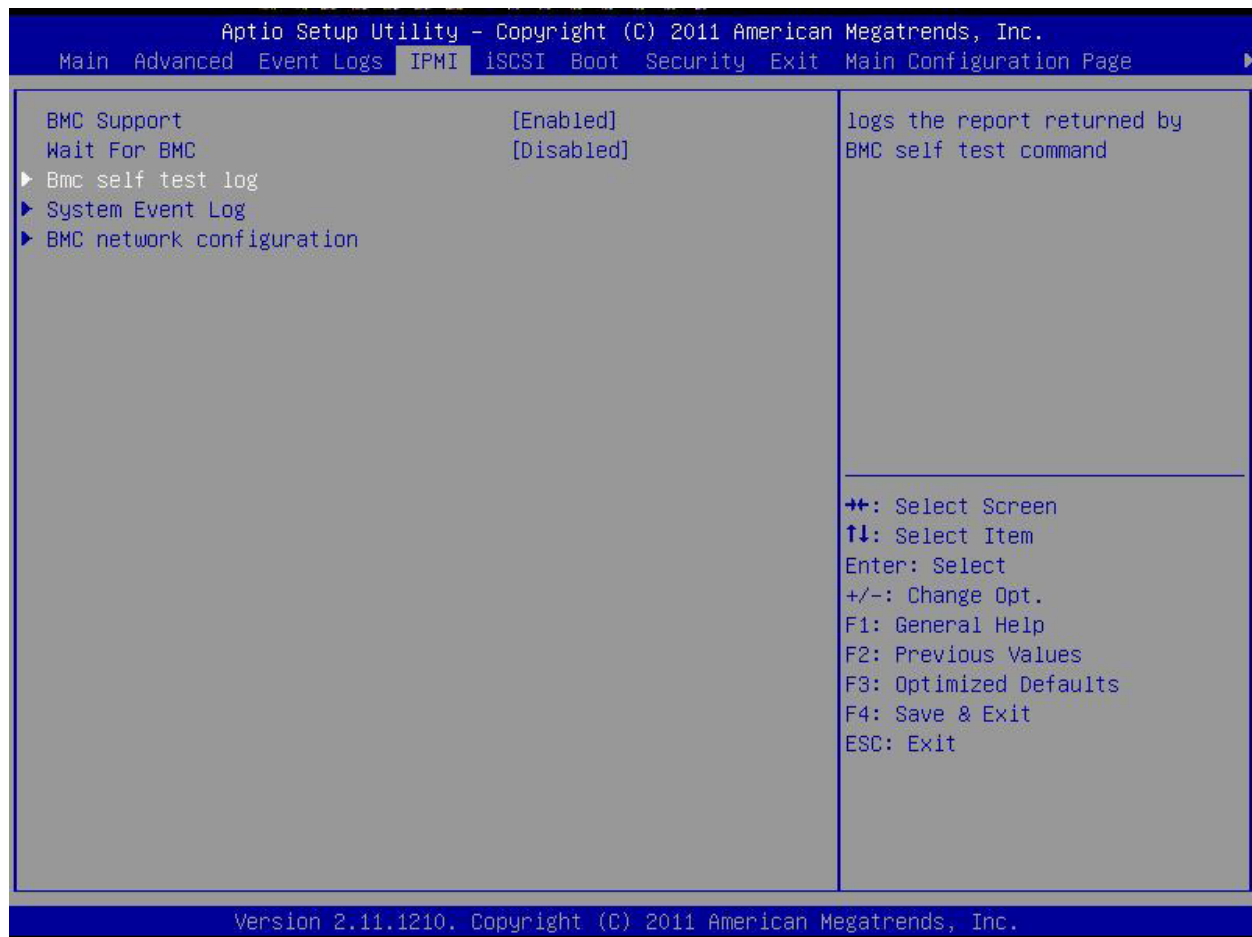 Aptio Setup Utility – Copyright (C) 2011 American Megatrends, Inc.
Main Advanced Event Logs IPMI iSCSI Boot Security Exit Main Configuration Page
BMC Support [Enabled]
Wait For BMC [Disabled]
Bmc self test log
System Event Log
BMC network configuration
logs the report returned by
BMC self test command
→←: Select Screen
↑↓: Select Item
Enter: Select
+/-: Change Opt.
F1: General Help
F2: Previous Values
F3: Optimized Defaults
F4: Save & Exit
ESC: Exit
Version 2.11.1210. Copyright (C) 2011 American Megatrends, Inc.